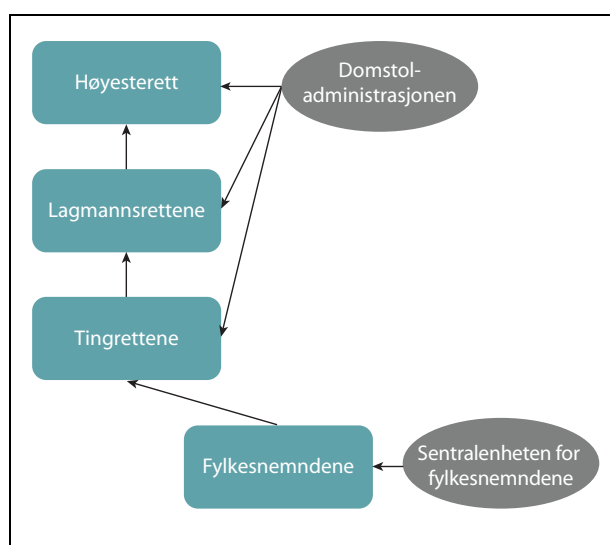 Høyesterett
Domstol-
administrasjonen
Lagmannsrettene
Tingrettene
Fylkesnemndene
Sentralenheten for
fylkesnemndene